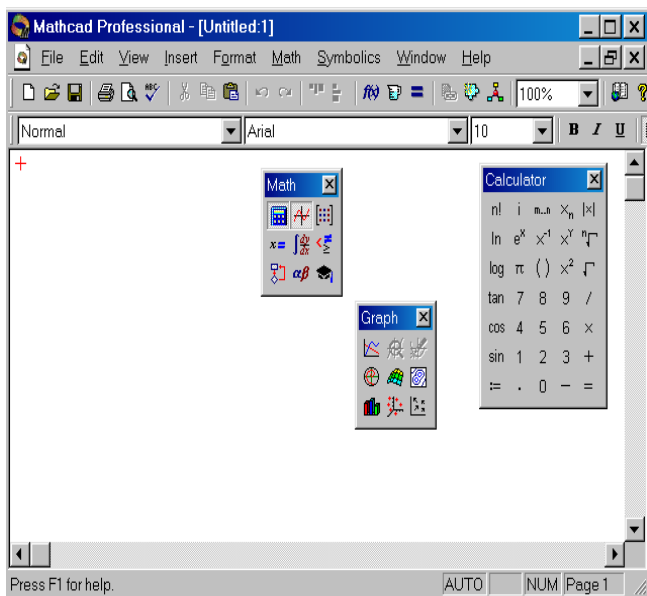 Mathcad Professional - [Untitled:1]
File Edit View Insert Format Math Symbolics Window Help
100%
Normal Arial 10 B I U
Math
x=
αβ
Graph
Calculator
n! i m..n Xn |x|
ln e^x x^-1 x^Y n√
log π () x² √
tan 7 8 9 /
cos 4 5 6 ×
sin 1 2 3 +
:= . 0 − =
Press F1 for help. AUTO NUM Page 1